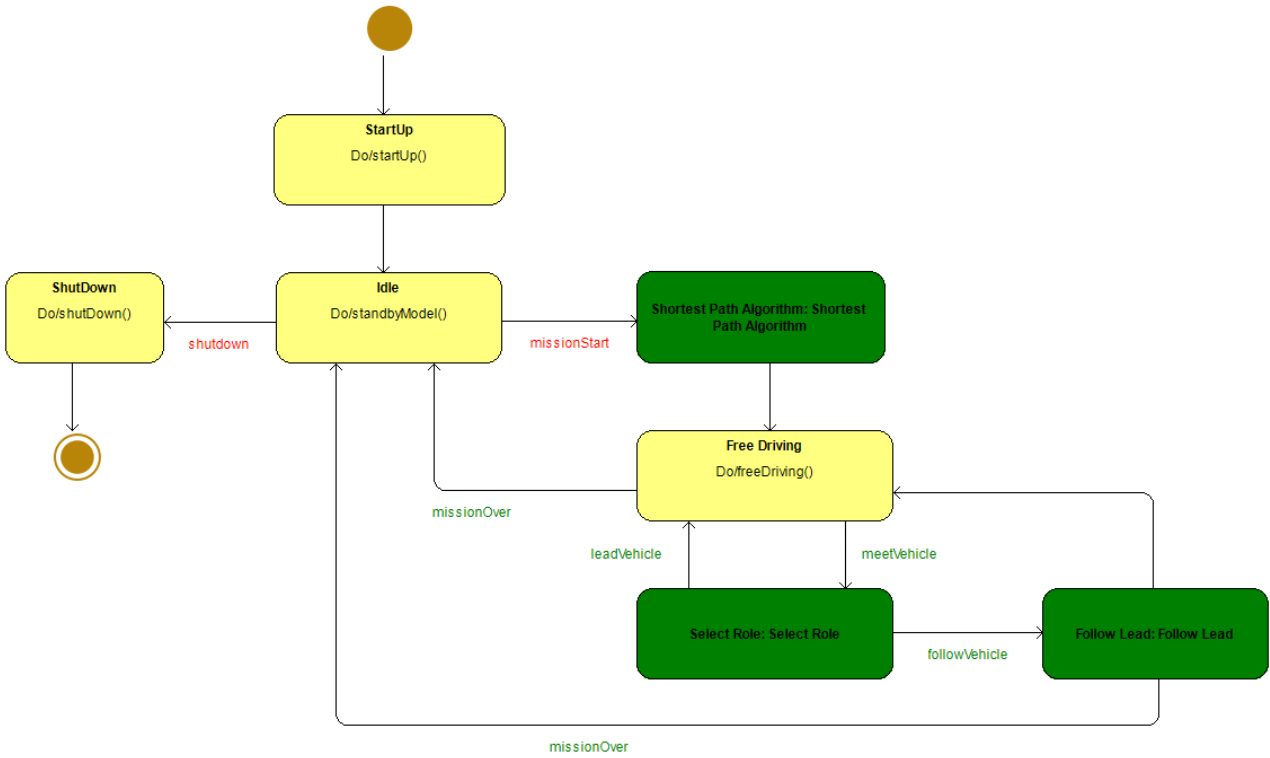 StartUp
Do/startUp()
ShutDown
Do/shutDown()
Idle
Do/standbyModel()
Shortest Path Algorithm: Shortest
Path Algorithm
shutdown
missionStart
Free Driving
Do/freeDriving()
missionOver
leadVehicle
meetVehicle
Select Role: Select Role
Follow Lead: Follow Lead
followVehicle
missionOver